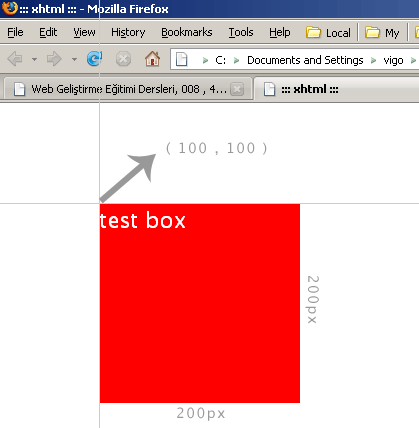 ::: xhtml ::: - Mozilla Firefox
File Edit View Go Bookmarks Tools Help Local My
C: Documents and Settings vigo
Web Geliştirme Eğitimi Dersleri, 008 , 4... ::: xhtml :::
( 100 , 100 )
test box
200px
200px